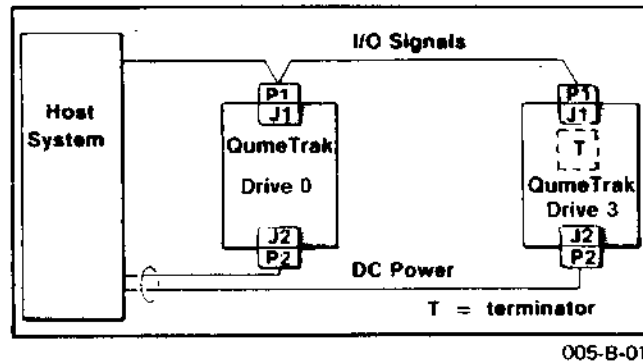 I/O Signals
Host
System
P1
J1
QumeTrak
Drive 0
J2
P2
P1
J1
T
QumeTrak
Drive 3
J2
P2
DC Power
T = terminator
005-B-01